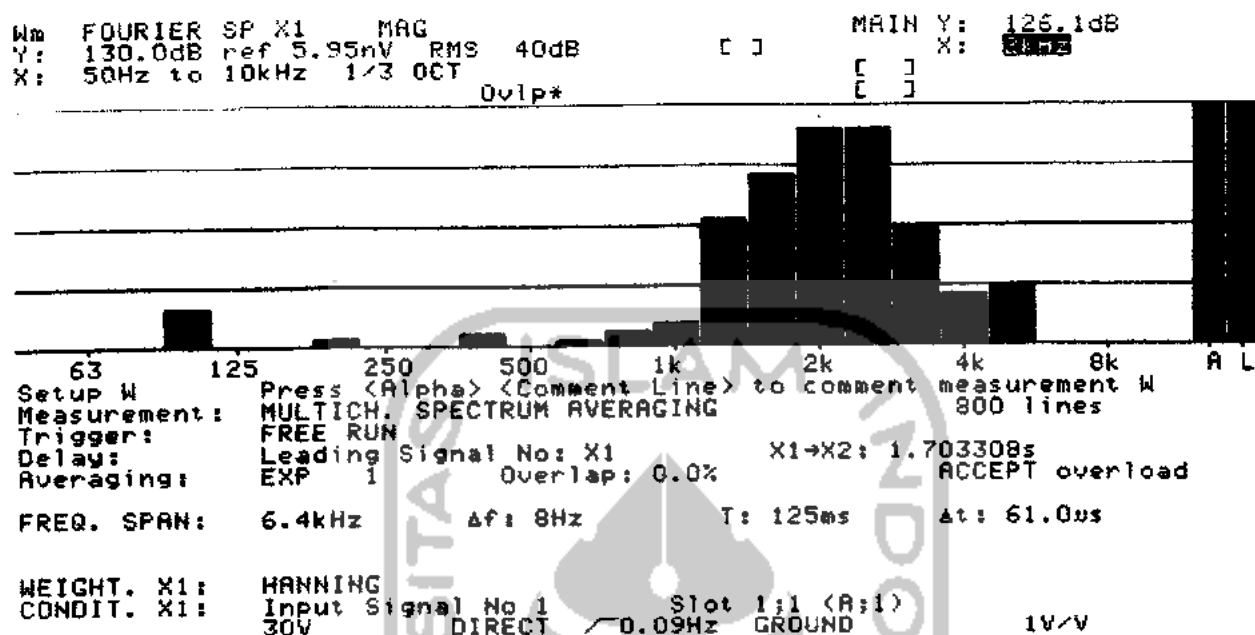 Wm FOURIER SP X1 MAG MAIN Y: 126.1dB
Y: 130.0dB ref 5.95nV RMS 40dB [ ] X:
X: 50Hz to 10kHz 1/3 OCT [ ]
Ovlp* [ ]
63 125 250 500 1k 2k 4k 8k A L
Setup W Press <Alpha> <Comment Line> to comment measurement W
Measurement: MULTICH. SPECTRUM AVERAGING 800 lines
Trigger: FREE RUN
Delay: Leading Signal No: X1 X1→X2: 1.703308s
Averaging: EXP 1 Overlap: 0.0% ACCEPT overload
FREQ. SPAN: 6.4kHz Δf: 8Hz T: 125ms Δt: 61.0us
WEIGHT. X1: HANNING
CONDIT. X1: Input Signal No 1 Slot 1;1 (A;1)
30V DIRECT 0.09Hz GROUND 1V/V
ISLAM
SITAS
INDO